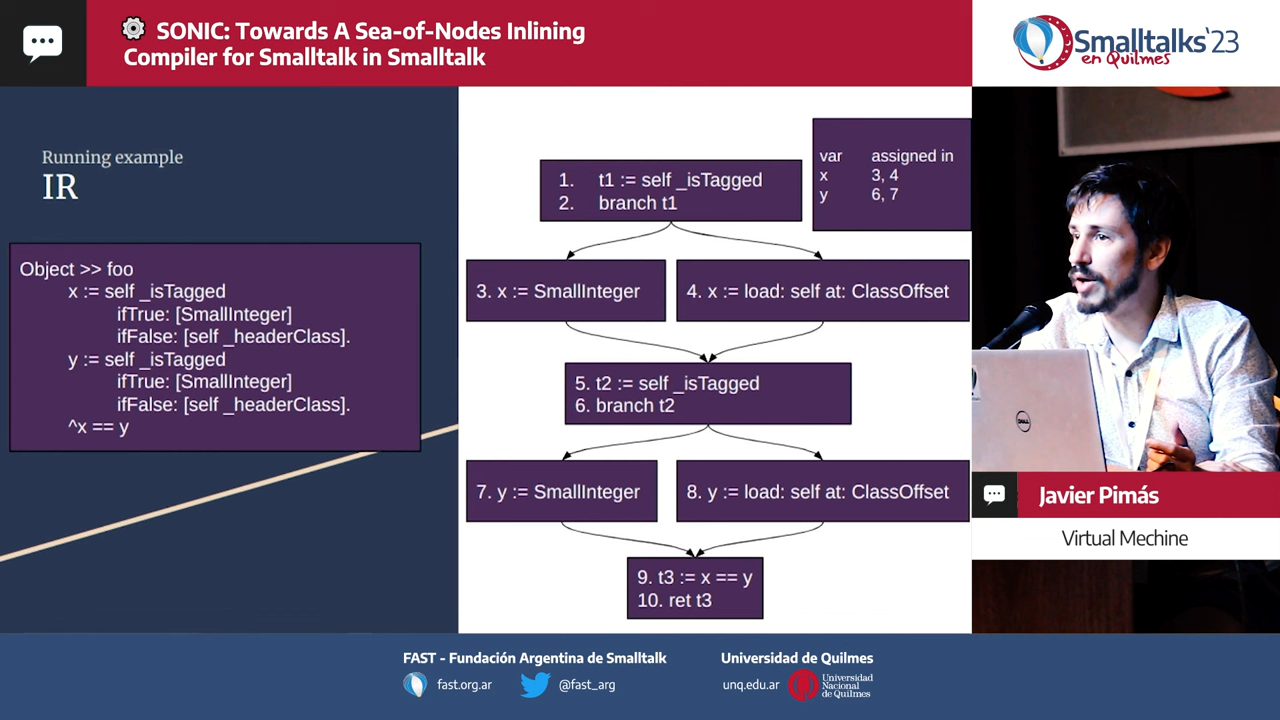 SONIC: Towards A Sea-of-Nodes Inlining
Compiler for Smalltalk in Smalltalk
Smalltalks'23
en Quilmes
Running example
IR
Object >> foo
x := self _isTagged
ifTrue: [SmallInteger]
ifFalse: [self _headerClass].
y := self _isTagged
ifTrue: [SmallInteger]
ifFalse: [self _headerClass].
^x == y
1. t1 := self _isTagged
2. branch t1
var assigned in
x 3, 4
y 6, 7
3. x := SmallInteger
4. x := load: self at: ClassOffset
5. t2 := self _isTagged
6. branch t2
7. y := SmallInteger
8. y := load: self at: ClassOffset
9. t3 := x == y
10. ret t3
DELL
Javier Pimás
Virtual Mechine
FAST - Fundación Argentina de Smalltalk
fast.org.ar
@fast_arg
Universidad de Quilmes
unq.edu.ar
Universidad
Nacional
de Quilmes